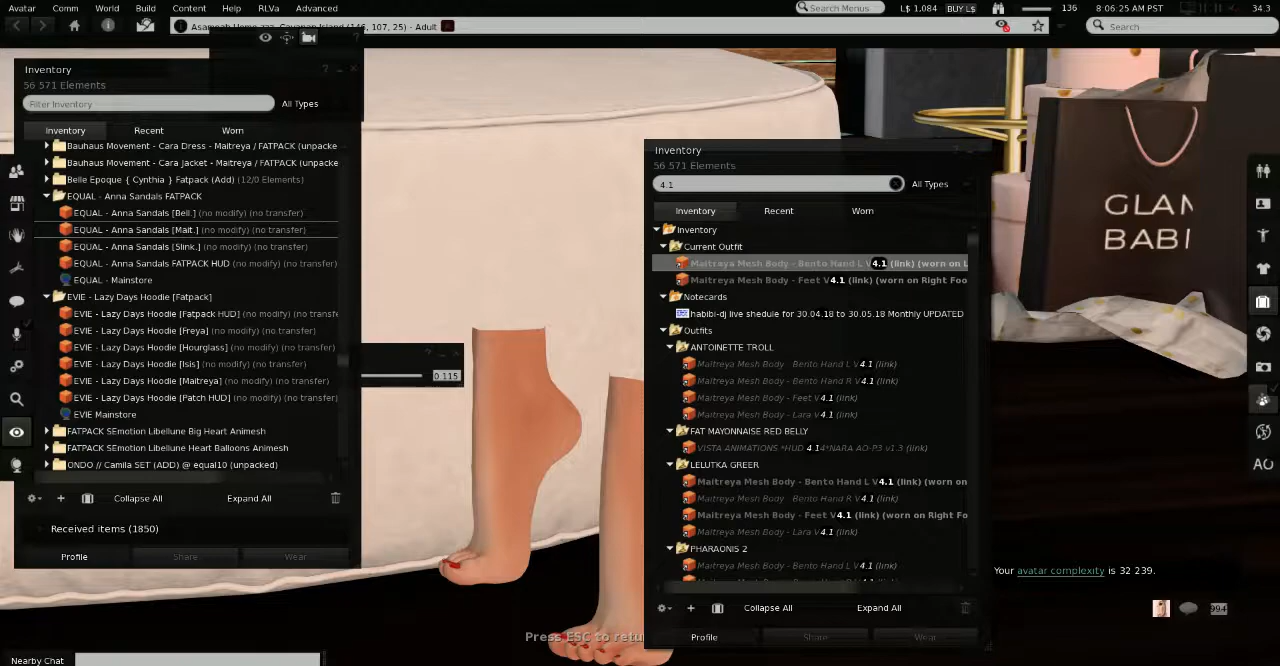 Avatar Comm World Build Content Help RLVa Advanced
Search Menus
L$ 1,084
BUY L$
136
8:06:25 AM PST
34.3
Cayapan Island (146, 107, 25) - Adult
Search
Inventory
56 571 Elements
Filter Inventory
All Types
Inventory Recent Worn
Bauhaus Movement - Cara Dress - Maitreya / FATPACK (unpacke
Bauhaus Movement - Cara Jacket - Maitreya / FATPACK (unpacke
Belle Epoque { Cynthia } Fatpack (Add) (12/0 Elements)
EQUAL - Anna Sandals FATPACK
EQUAL - Anna Sandals [Bell.] (no modify) (no transfer)
EQUAL - Anna Sandals [Mait.] (no modify) (no transfer)
EQUAL - Anna Sandals [Slink.] (no modify) (no transfer)
EQUAL - Anna Sandals FATPACK HUD (no modify) (no transfer)
EQUAL - Mainstore
EVIE - Lazy Days Hoodie [Fatpack]
EVIE - Lazy Days Hoodie [Fatpack HUD] (no modify) (no transfe
EVIE - Lazy Days Hoodie [Freya] (no modify) (no transfer)
EVIE - Lazy Days Hoodie [Hourglass] (no modify) (no transfer)
EVIE - Lazy Days Hoodie [Isis] (no modify) (no transfer)
EVIE - Lazy Days Hoodie [Maitreya] (no modify) (no transfer)
EVIE - Lazy Days Hoodie [Patch HUD] (no modify) (no transfer)
EVIE Mainstore
FATPACK SEmotion Libellune Big Heart Animesh
FATPACK SEmotion Libellune Heart Balloons Animesh
ONDO // Camila SET (ADD) @ equal10 (unpacked)
Collapse All Expand All
Received items (1850)
Profile Share Wear
Nearby Chat
0.115
Press ESC to retu
Inventory
56 571 Elements
4.1
All Types
Inventory Recent Worn
Inventory
Current Outfit
Maitreya Mesh Body - Bento Hand L V4.1 (link) (worn on L
Maitreya Mesh Body - Feet V4.1 (link) (worn on Right Foo
Notecards
habibi-dj live shedule for 30.04.18 to 30.05.18 Monthly UPDATED
Outfits
ANTOINETTE TROLL
Maitreya Mesh Body - Bento Hand L V4.1 (link)
Maitreya Mesh Body - Bento Hand R V4.1 (link)
Maitreya Mesh Body - Feet V4.1 (link)
Maitreya Mesh Body - Lara V4.1 (link)
FAT MAYONNAISE RED BELLY
VISTA ANIMATIONS *HUD 4.14*NARA AO-P3 v1.3 (link)
LELUTKA GREER
Maitreya Mesh Body - Bento Hand L V4.1 (link) (worn on
Maitreya Mesh Body - Bento Hand R V4.1 (link)
Maitreya Mesh Body - Feet V4.1 (link) (worn on Right Fo
Maitreya Mesh Body - Lara V4.1 (link)
PHARAONIS 2
Maitreya Mesh Body - Bento Hand L V4.1 (link)
Collapse All Expand All
Profile Share Wear
GLAM
BABI
AO
Your avatar complexity is 32 239.
994